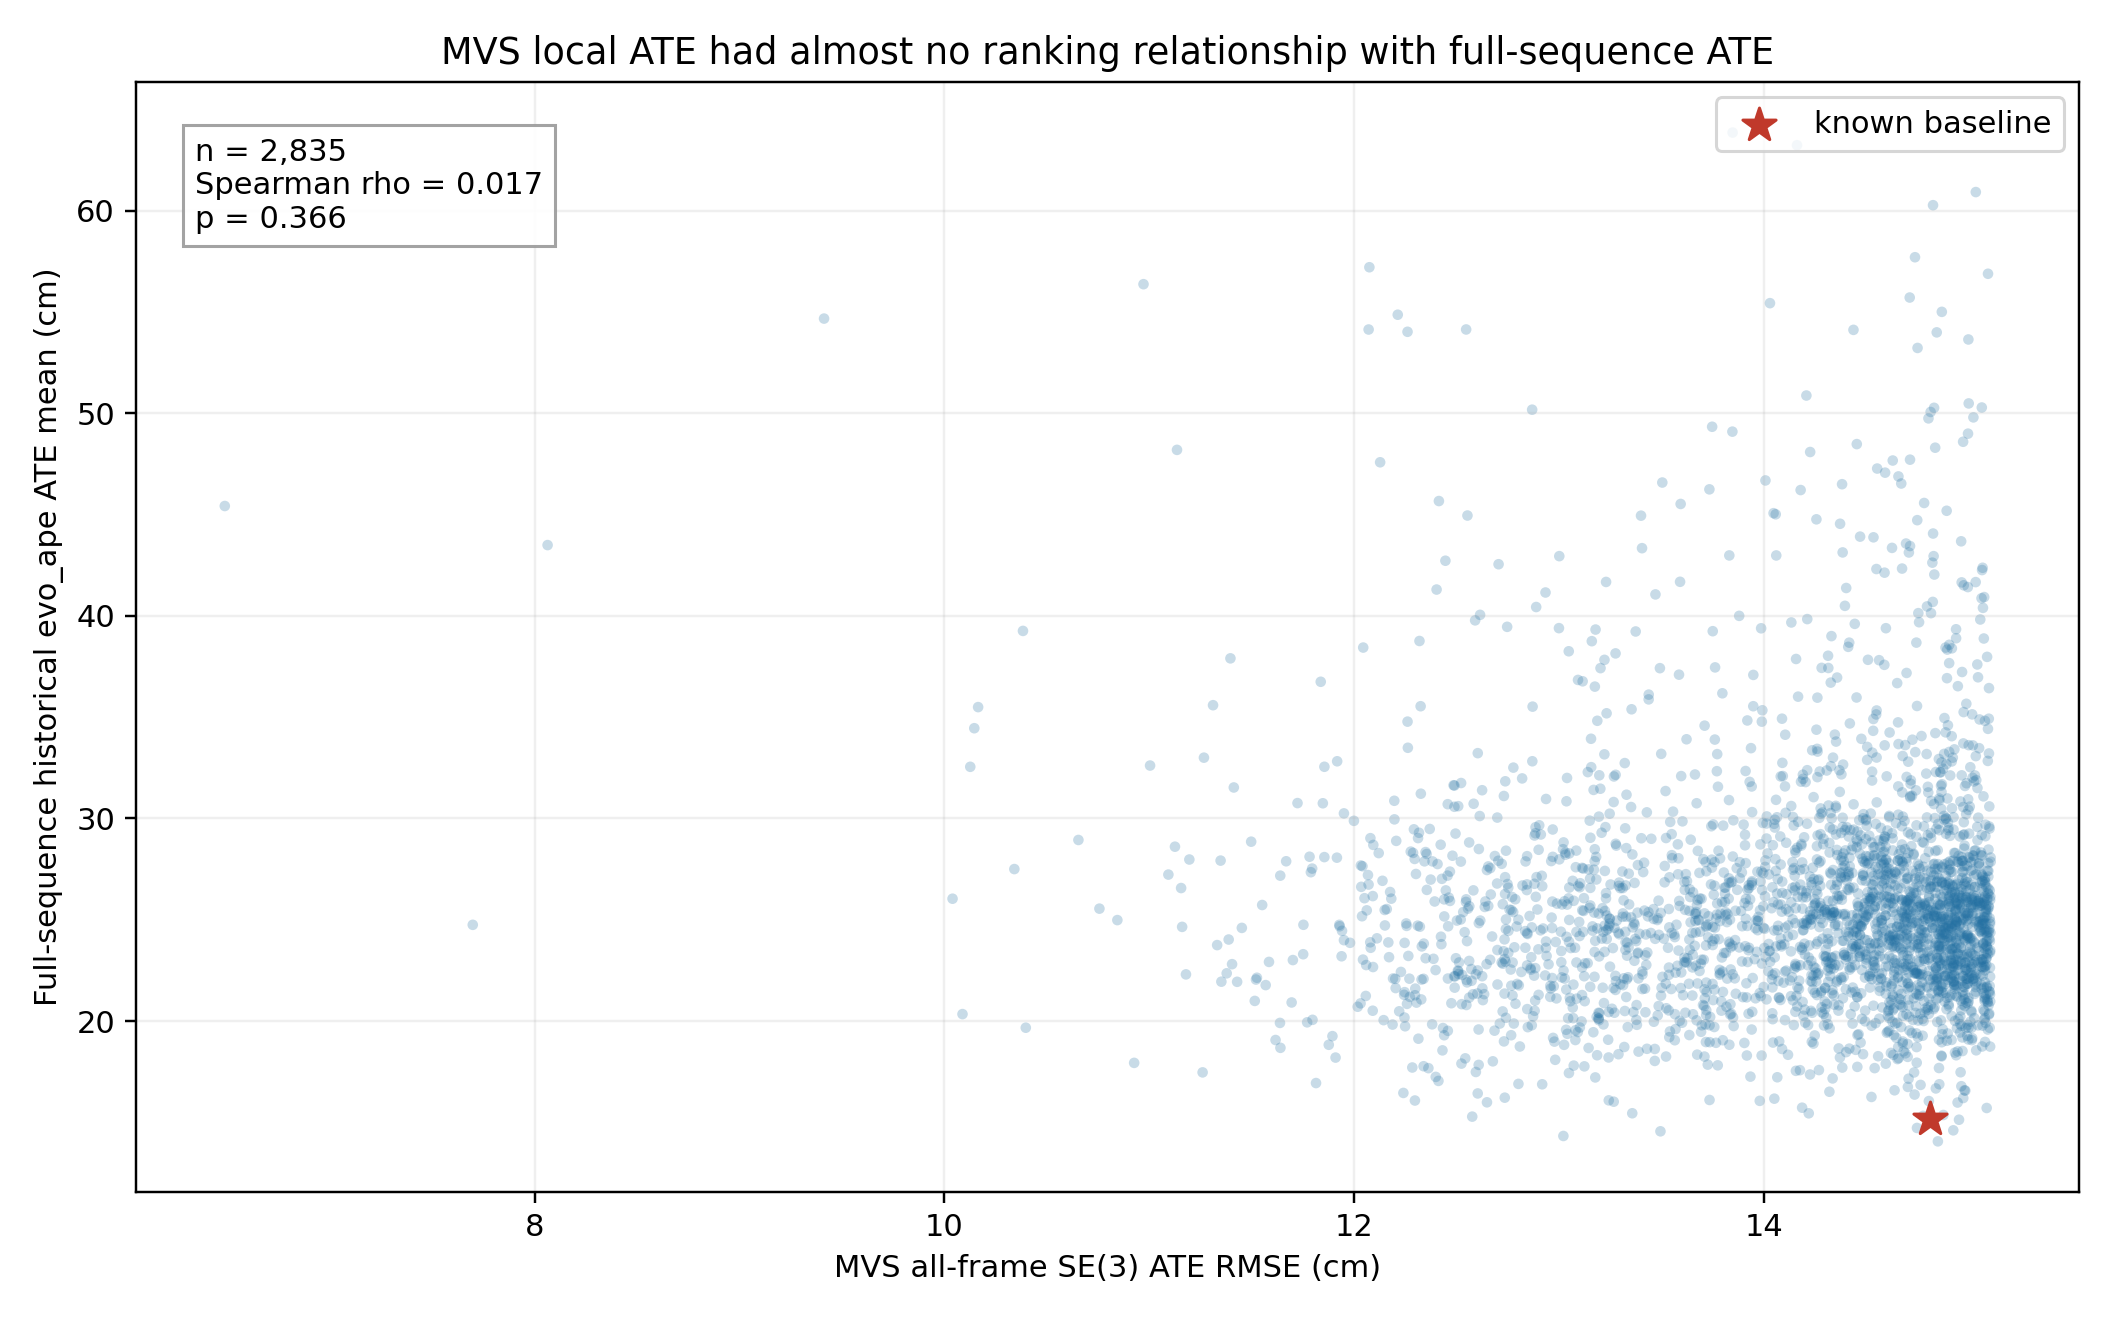 MVS local ATE had almost no ranking relationship with full-sequence ATE
n = 2,835
Spearman rho = 0.017
p = 0.366
known baseline
Full-sequence historical evo_ape ATE mean (cm)
60
50
40
30
20
8
10
12
14
MVS all-frame SE(3) ATE RMSE (cm)